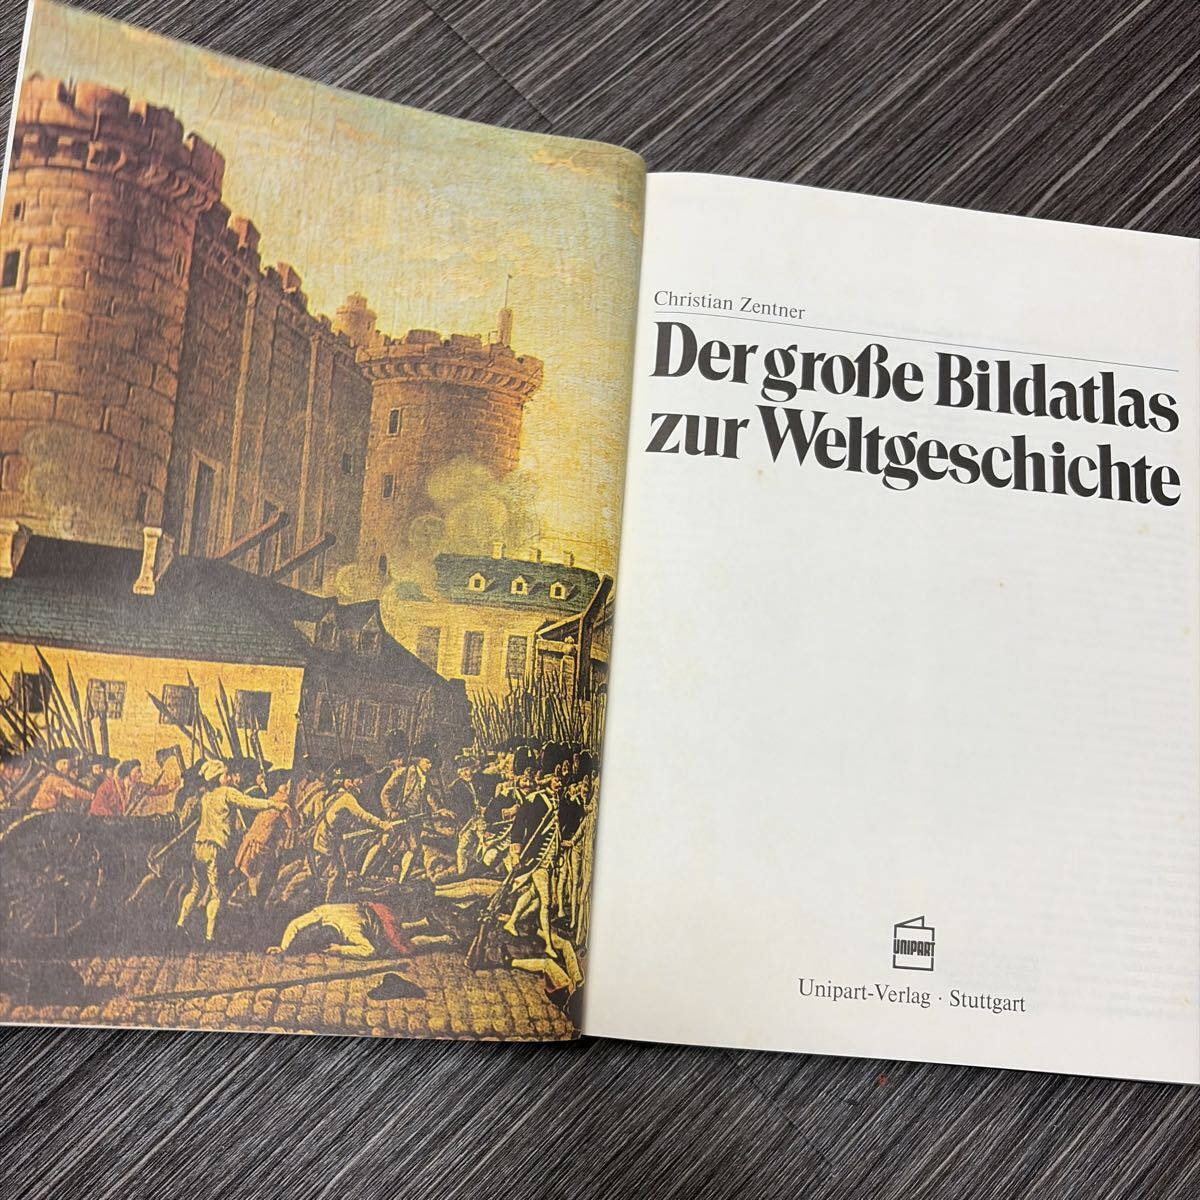 Christian Zentner
Der große Bildatlas
zur Weltgeschichte
UNIPART
Unipart-Verlag · Stuttgart